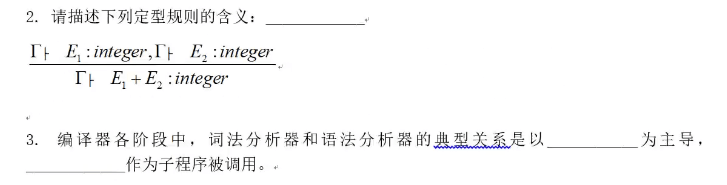 2. 请描述下列定型规则的含义：____________
Γ├ E₁ : integer,Γ├ E₂ : integer
Γ├ E₁ + E₂ : integer
3. 编译器各阶段中，词法分析器和语法分析器的典型关系是以__________为主导，
___________作为子程序被调用。